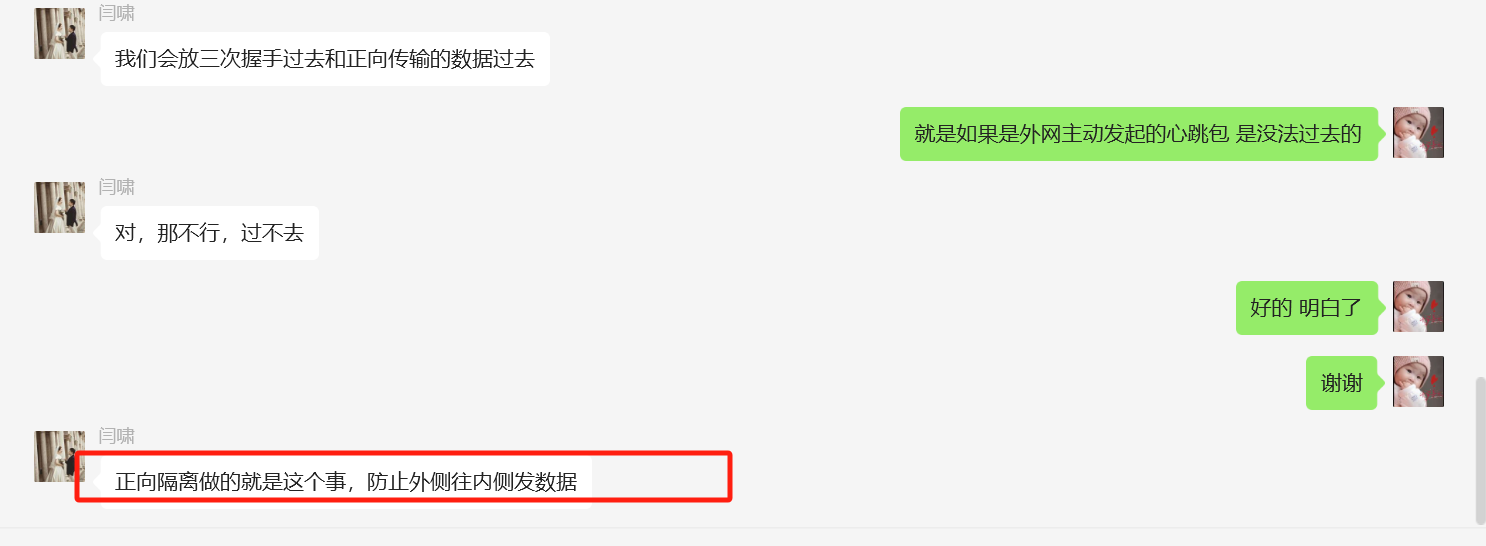 闫啸
我们会放三次握手过去和正向传输的数据过去
就是如果是外网主动发起的心跳包 是没法过去的
闫啸
对，那不行，过不去
好的 明白了
谢谢
闫啸
正向隔离做的就是这个事，防止外侧往内侧发数据